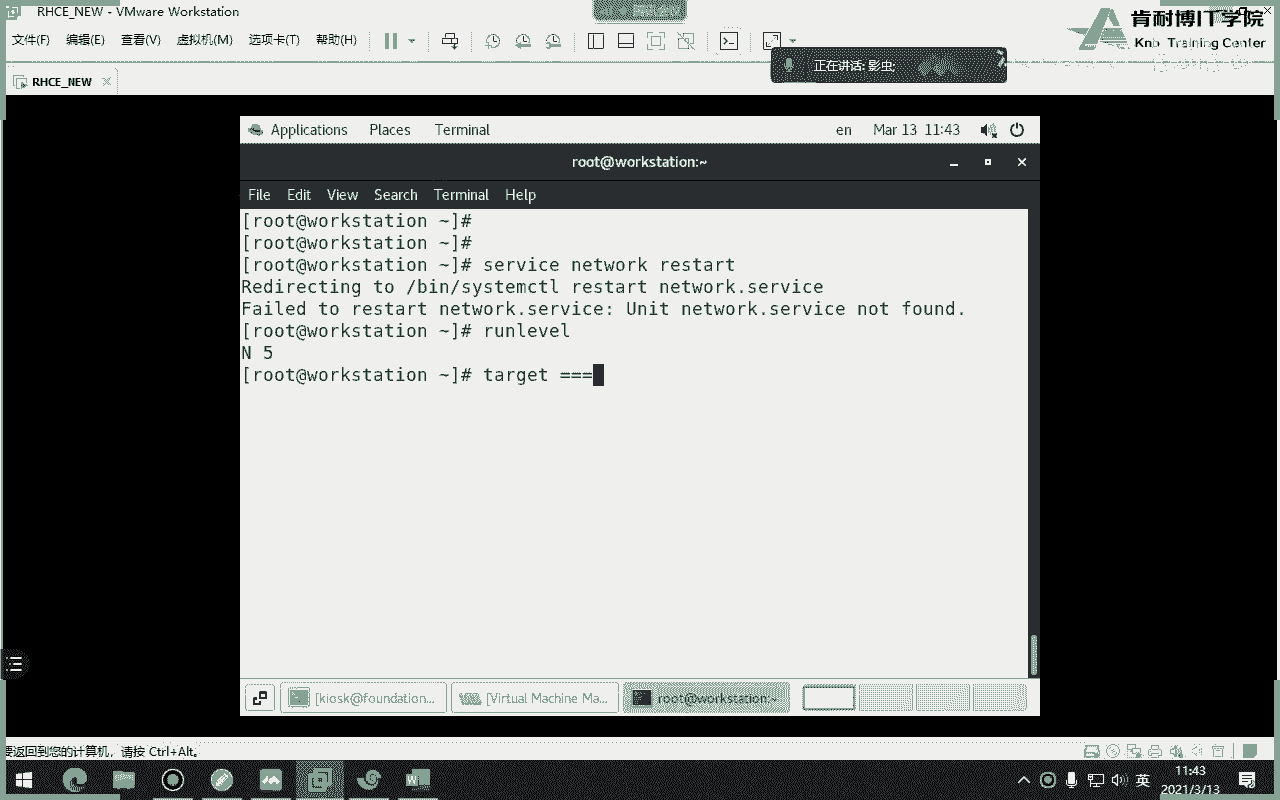 RHCE_NEW - VMware Workstation
肯耐博IT学院
文件(F) 编辑(E) 查看(V) 虚拟机(M) 选项卡(T) 帮助(H)
Knb Training Center
正在讲话: 影虫;
RHCE_NEW
Applications Places Terminal en Mar 13 11:43
root@workstation:~
File Edit View Search Terminal Help
[root@workstation ~]#
[root@workstation ~]#
[root@workstation ~]# service network restart
Redirecting to /bin/systemctl restart network.service
Failed to restart network.service: Unit network.service not found.
[root@workstation ~]# runlevel
N 5
[root@workstation ~]# target ===
[kiosk@foundation... [Virtual Machine Ma... root@workstation:~
要返回到您的计算机，请按 Ctrl+Alt。
英 11:43
2021/3/13